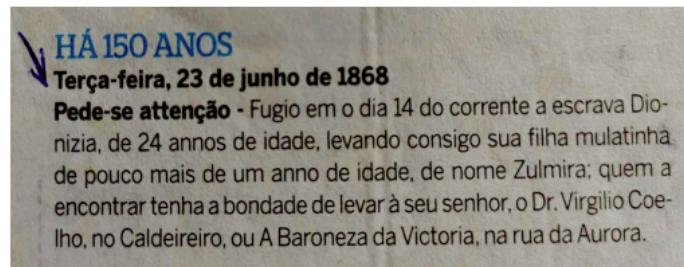 HÁ 150 ANOS
Terça-feira, 23 de junho de 1868
Pede-se attenção - Fugio em o dia 14 do corrente a escrava Dio-
nizia, de 24 annos de idade, levando consigo sua filha mulatinha
de pouco mais de um anno de idade, de nome Zulmira; quem a
encontrar tenha a bondade de levar à seu senhor, o Dr. Virgilio Coe-
lho, no Caldeireiro, ou A Baroneza da Victoria, na rua da Aurora.